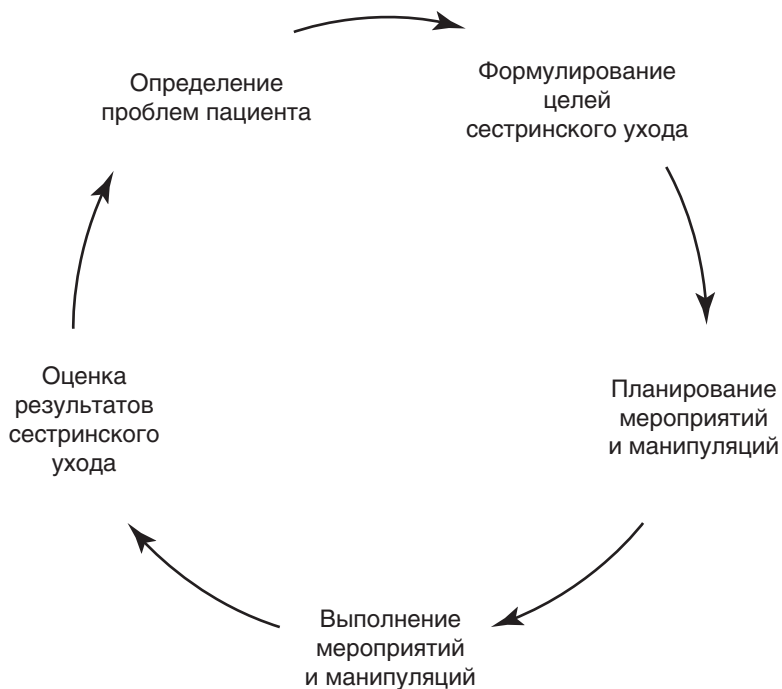 Определение
проблем пациента
Формулирование
целей
сестринского ухода
Планирование
мероприятий
и манипуляций
Выполнение
мероприятий
и манипуляций
Оценка
результатов
сестринского
ухода